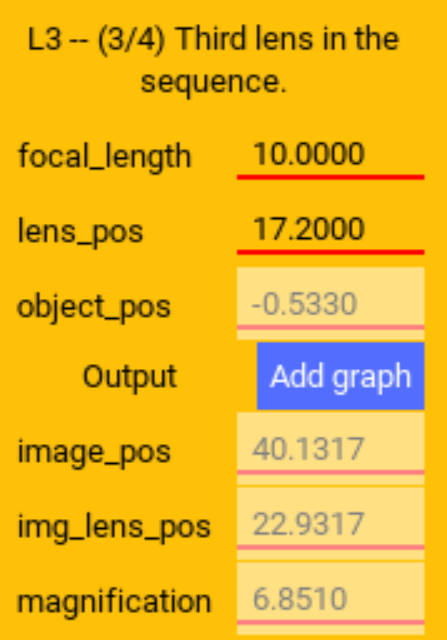 L3 -- (3/4) Third lens in the
sequence.
focal_length 10.0000
lens_pos 17.2000
object_pos -0.5330
Output Add graph
image_pos 40.1317
img_lens_pos 22.9317
magnification 6.8510